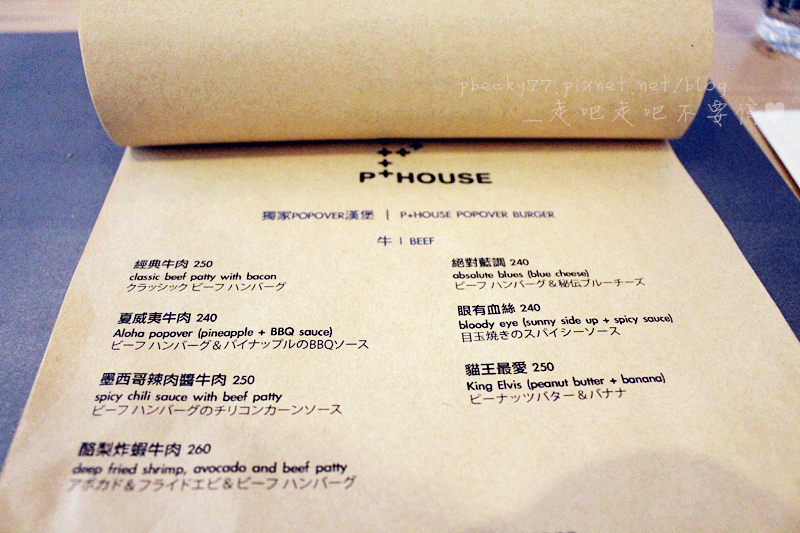 pbecky77.pixnet.net/blog
_走吧走吧不要停♥
P+HOUSE
獨家POPOVER漢堡 | P+HOUSE POPOVER BURGER
牛 | BEEF
經典牛肉 250
classic beef patty with bacon
クラッシック ビーフ ハンバーグ
夏威夷牛肉 240
Aloha popover (pineapple + BBQ sauce)
ビーフ ハンバーグ&パイナップルのBBQソース
墨西哥辣肉醬牛肉 250
spicy chili sauce with beef patty
ビーフ ハンバーグのチリコンカーンソース
酪梨炸蝦牛肉 260
deep fried shrimp, avocado and beef patty
アボカド&フライドエビ&ビーフ ハンバーグ
絕對藍調 240
absolute blues (blue cheese)
ビーフ ハンバーグ&秘伝ブルーチーズ
眼有血絲 240
bloody eye (sunny side up + spicy sauce)
目玉焼きのスパイシーソース
貓王最愛 250
King Elvis (peanut butter + banana)
ピーナッツバター&バナナ